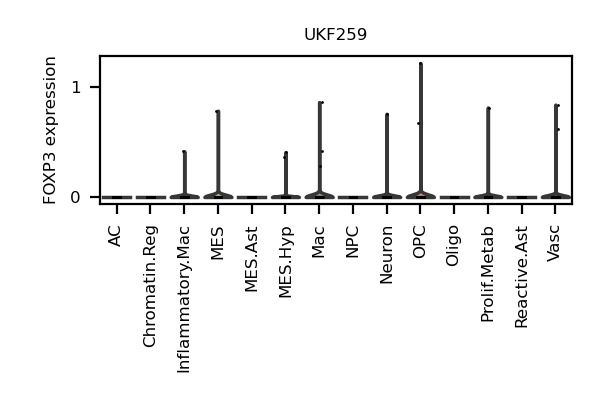 UKF259
FOXP3 expression
1
0
AC
Chromatin.Reg
Inflammatory.Mac
MES
MES.Ast
MES.Hyp
Mac
NPC
Neuron
OPC
Oligo
Prolif.Metab
Reactive.Ast
Vasc